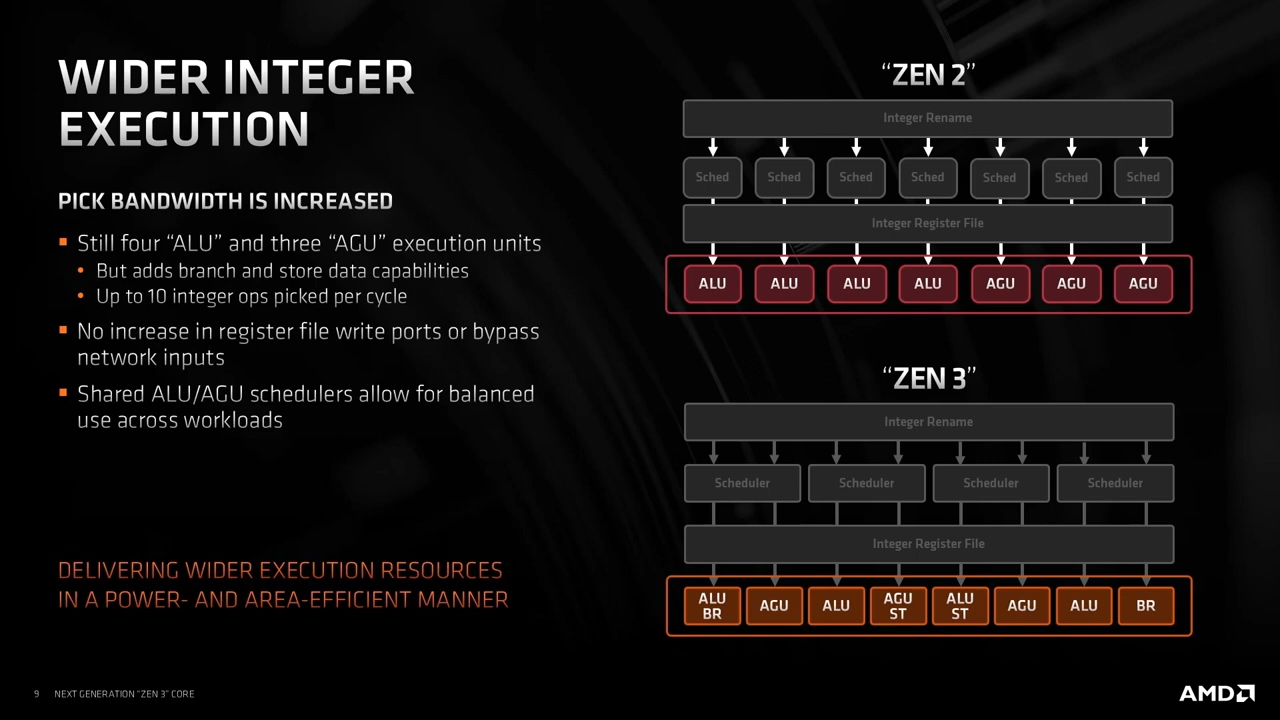 WIDER INTEGER
EXECUTION
PICK BANDWIDTH IS INCREASED
Still four “ALU” and three “AGU” execution units
But adds branch and store data capabilities
Up to 10 integer ops picked per cycle
No increase in register file write ports or bypass
network inputs
Shared ALU/AGU schedulers allow for balanced
use across workloads
DELIVERING WIDER EXECUTION RESOURCES
IN A POWER- AND AREA-EFFICIENT MANNER
“ZEN 2”
Integer Rename
Sched Sched Sched Sched Sched Sched Sched
Integer Register File
ALU ALU ALU ALU AGU AGU AGU
“ZEN 3”
Integer Rename
Scheduler Scheduler Scheduler Scheduler
Integer Register File
ALU BR AGU ALU AGU ST ALU ST AGU ALU BR
9 NEXT GENERATION “ZEN 3” CORE
AMD